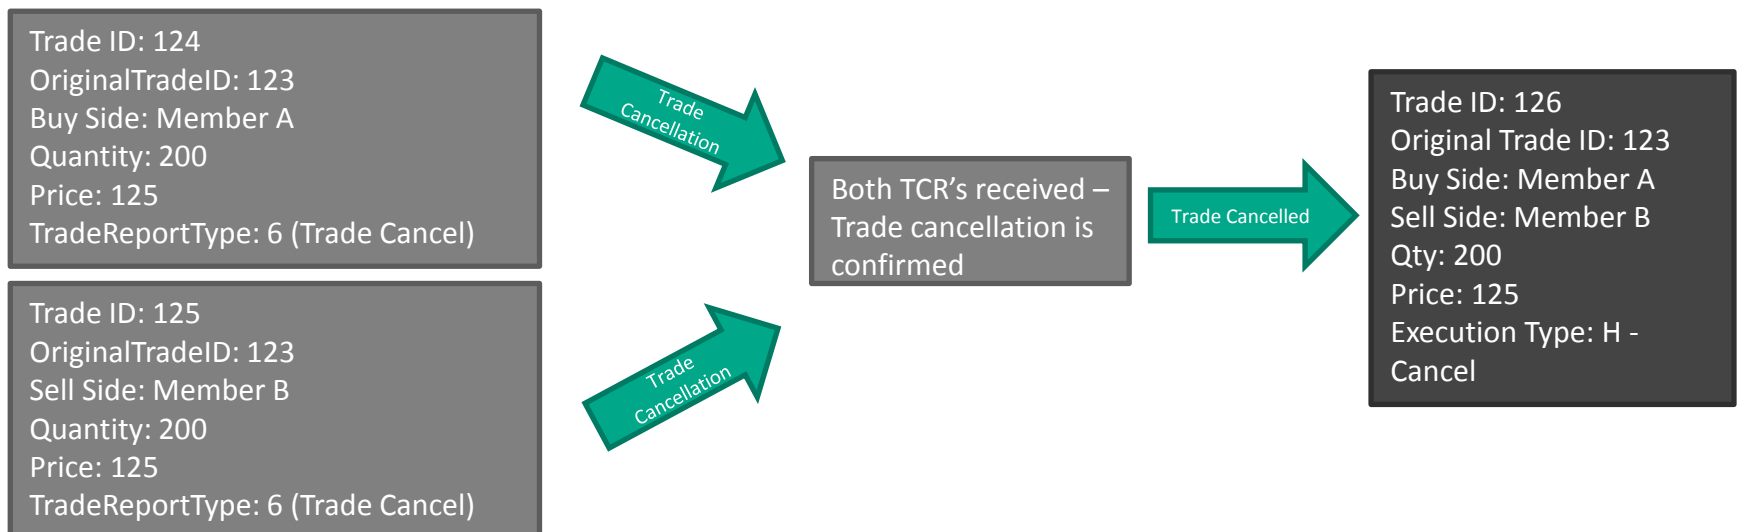 Trade ID: 124
OriginalTradeID: 123
Buy Side: Member A
Quantity: 200
Price: 125
TradeReportType: 6 (Trade Cancel)
Trade
Cancellation
Trade ID: 125
OriginalTradeID: 123
Sell Side: Member B
Quantity: 200
Price: 125
TradeReportType: 6 (Trade Cancel)
Trade
Cancellation
Both TCR’s received –
Trade cancellation is
confirmed
Trade Cancelled
Trade ID: 126
Original Trade ID: 123
Buy Side: Member A
Sell Side: Member B
Qty: 200
Price: 125
Execution Type: H -
Cancel